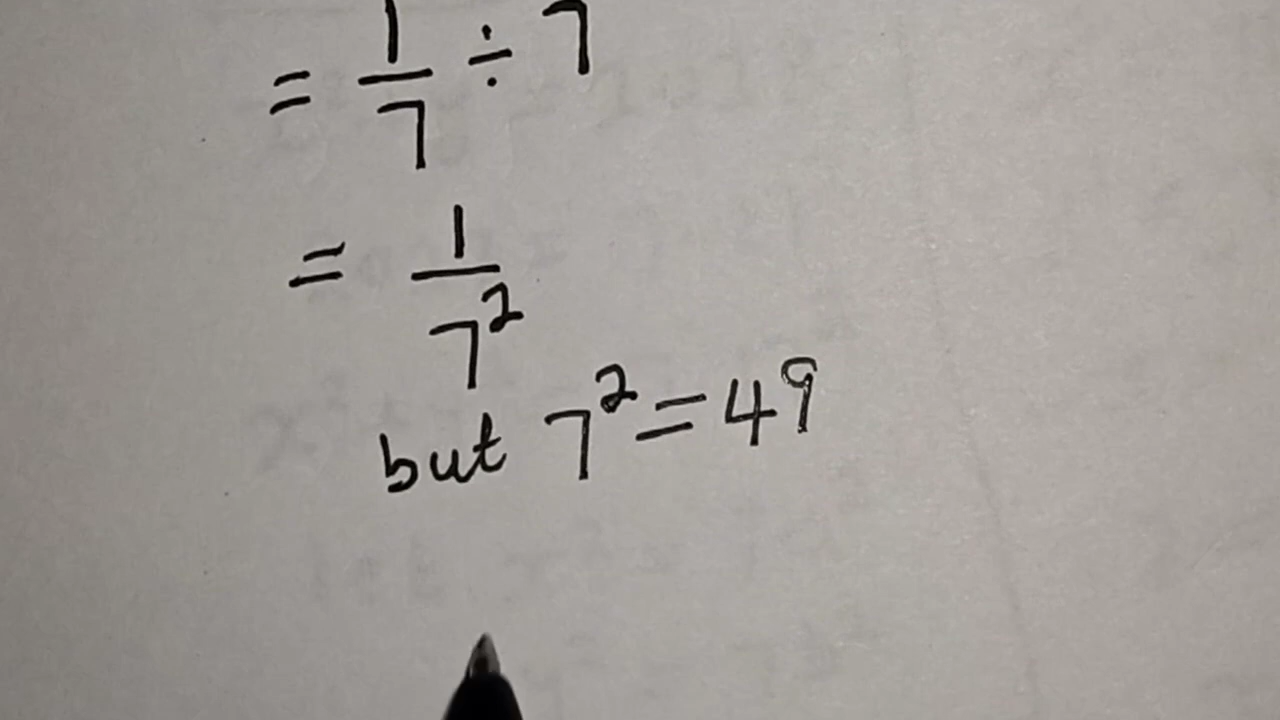 = 1/7 ÷ 7
= 1/7²
but 7² = 49